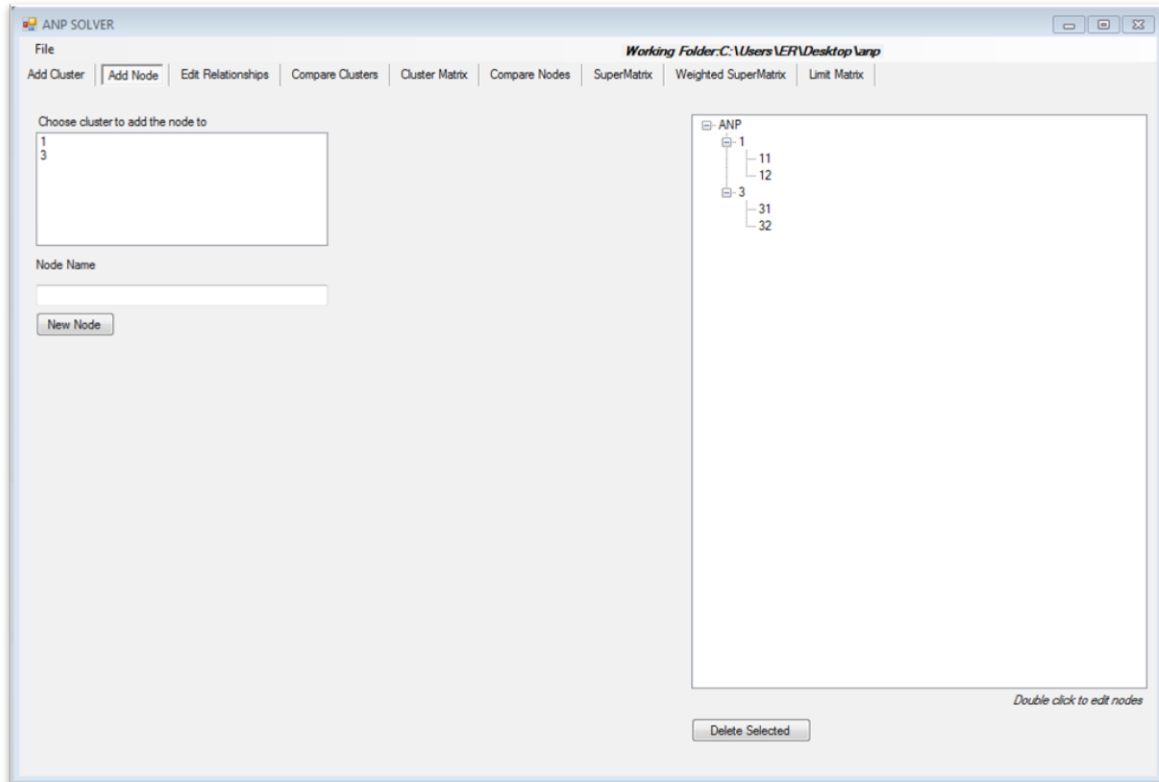 ANP SOLVER
File
Working Folder:C:\Users\ER\Desktop\anp
Add Cluster Add Node Edit Relationships Compare Clusters Cluster Matrix Compare Nodes SuperMatrix Weighted SuperMatrix Limit Matrix
Choose cluster to add the node to
1
3
Node Name
New Node
ANP
1
11
12
3
31
32
Double click to edit nodes
Delete Selected